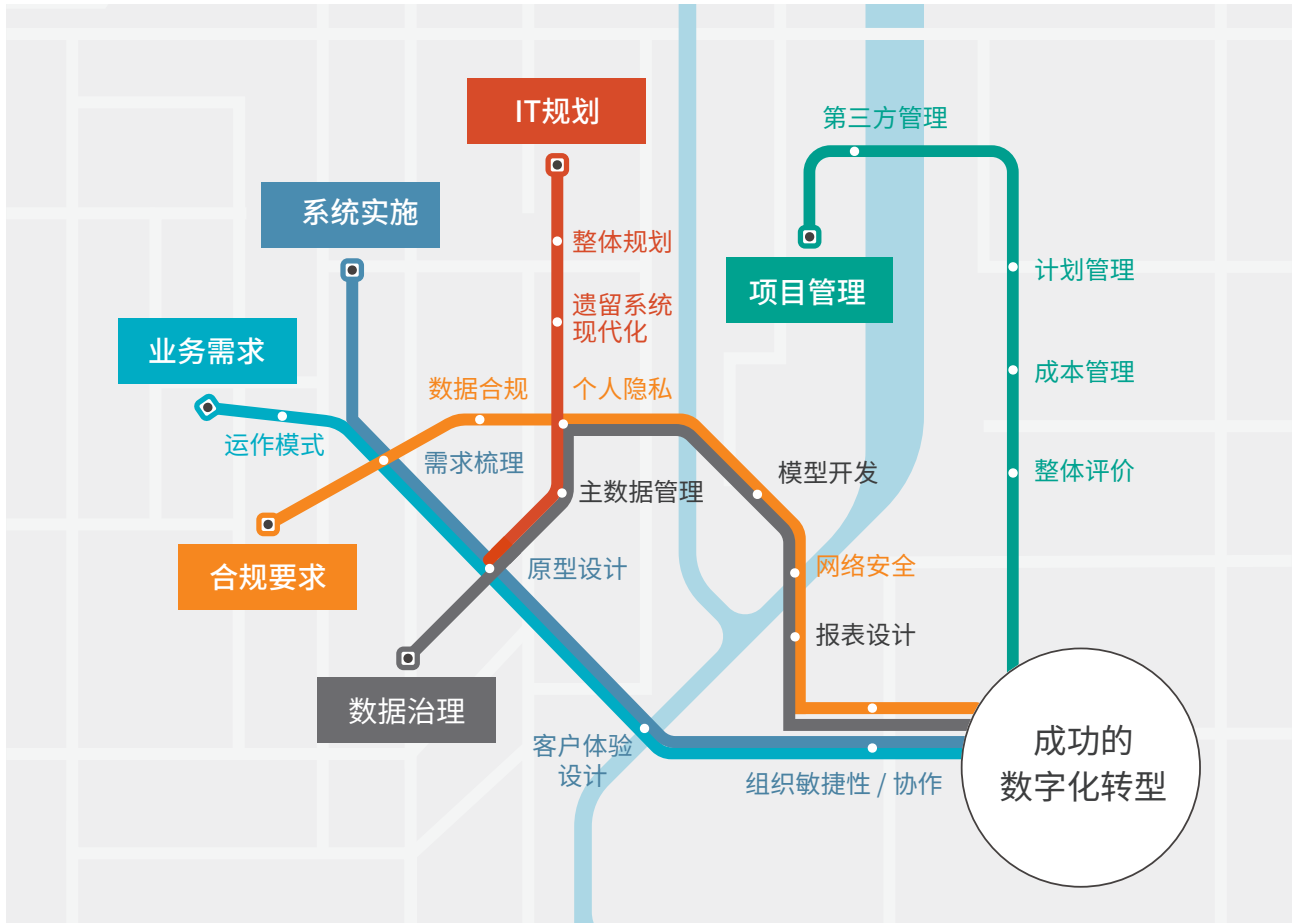 IT规划
第三方管理
系统实施
整体规划
计划管理
项目管理
遗留系统
现代化
业务需求
成本管理
数据合规
个人隐私
运作模式
需求梳理
整体评价
模型开发
主数据管理
网络安全
原型设计
合规要求
报表设计
数据治理
客户体验
设计
成功的
数字化转型
组织敏捷性 / 协作